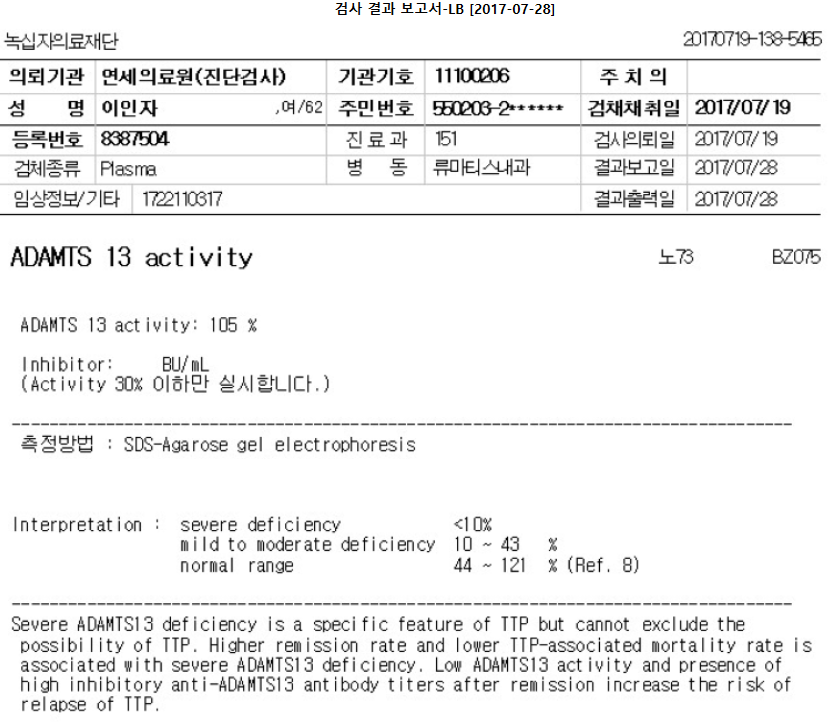 검사 결과 보고서-LB [2017-07-28]
녹십자의료재단 20170719-138-5465
의뢰기관 연세의료원(진단검사) 기관기호 11100206 주 치 의
성 명 이인자 ,여/62 주민번호 550203-2****** 검채채취일 2017/07/19
등록번호 8387504 진 료 과 151 검사의뢰일 2017/07/19
검체종류 Plasma 병 동 류마티스내과 결과보고일 2017/07/28
임상정보/기타 1722110317 결과출력일 2017/07/28
ADAMTS 13 activity 노73 BZ075
ADAMTS 13 activity: 105 %
Inhibitor: BU/mL
(Activity 30% 이하만 실시합니다.)
측정방법 : SDS-Agarose gel electrophoresis
Interpretation : severe deficiency <10%
mild to moderate deficiency 10 ~ 43 %
normal range 44 ~ 121 % (Ref. 8)
Severe ADAMTS13 deficiency is a specific feature of TTP but cannot exclude the
possibility of TTP. Higher remission rate and lower TTP-associated mortality rate is
associated with severe ADAMTS13 deficiency. Low ADAMTS13 activity and presence of
high inhibitory anti-ADAMTS13 antibody titers after remission increase the risk of
relapse of TTP.